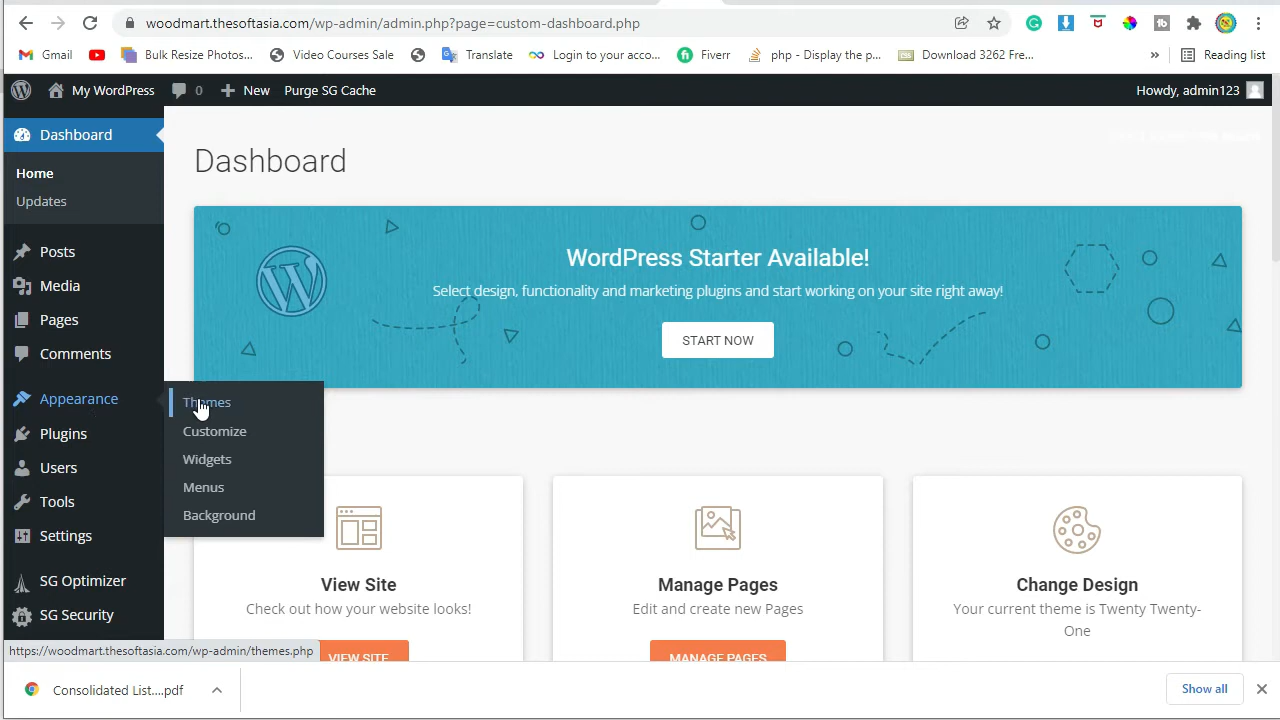 woodmart.thesoftasia.com/wp-admin/admin.php?page=custom-dashboard.php
Gmail
Bulk Resize Photos...
Video Courses Sale
Translate
Login to your acco...
Fiverr
php - Display the p...
Download 3262 Fre...
»
Reading list
My WordPress
0
New
Purge SG Cache
Howdy, admin123
Dashboard
Home
Updates
Posts
Media
Pages
Comments
Appearance
Plugins
Users
Tools
Settings
SG Optimizer
SG Security
Themes
Customize
Widgets
Menus
Background
Dashboard
WordPress Starter Available!
Select design, functionality and marketing plugins and start working on your site right away!
START NOW
View Site
Check out how your website looks!
VIEW SITE
Manage Pages
Edit and create new Pages
MANAGE PAGES
Change Design
Your current theme is Twenty Twenty-
One
https://woodmart.thesoftasia.com/wp-admin/themes.php
Consolidated List....pdf
Show all